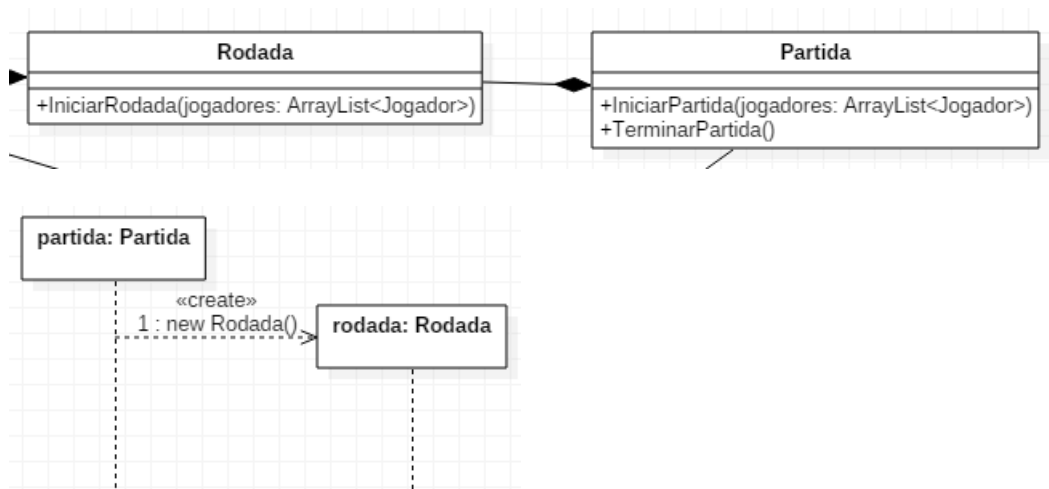 Rodada
+IniciarRodada(jogadores: ArrayList<Jogador>)
Partida
+IniciarPartida(jogadores: ArrayList<Jogador>)
+TerminarPartida()
partida: Partida
«create»
1 : new Rodada()
rodada: Rodada